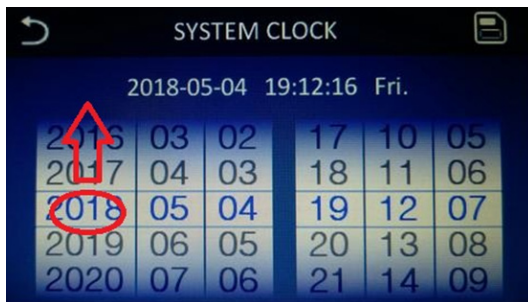 SYSTEM CLOCK
2018-05-04 19:12:16 Fri.
2016 03 02 17 10 05
2017 04 03 18 11 06
2018 05 04 19 12 07
2019 06 05 20 13 08
2020 07 06 21 14 09